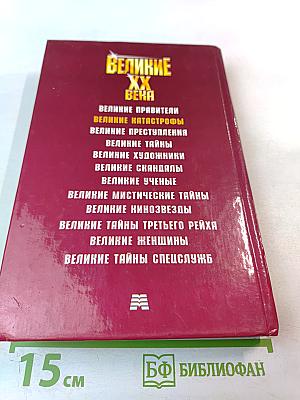 ВЕЛИКИЕ
XX
ВЕКА
ВЕЛИКИЕ ПРАВИТЕЛИ
ВЕЛИКИЕ КАТАСТРОФЫ
ВЕЛИКИЕ ПРЕСТУПЛЕНИЯ
ВЕЛИКИЕ ТАЙНЫ
ВЕЛИКИЕ ХУДОЖНИКИ
ВЕЛИКИЕ СКАНДАЛЫ
ВЕЛИКИЕ УЧЕНЫЕ
ВЕЛИКИЕ МИСТИЧЕСКИЕ ТАЙНЫ
ВЕЛИКИЕ КИНОЗВЕЗДЫ
ВЕЛИКИЕ ТАЙНЫ ТРЕТЬЕГО РЕЙХА
ВЕЛИКИЕ ЖЕНЩИНЫ
ВЕЛИКИЕ ТАЙНЫ СПЕЦСЛУЖБ
15 см
БФ БИБЛИОФАН